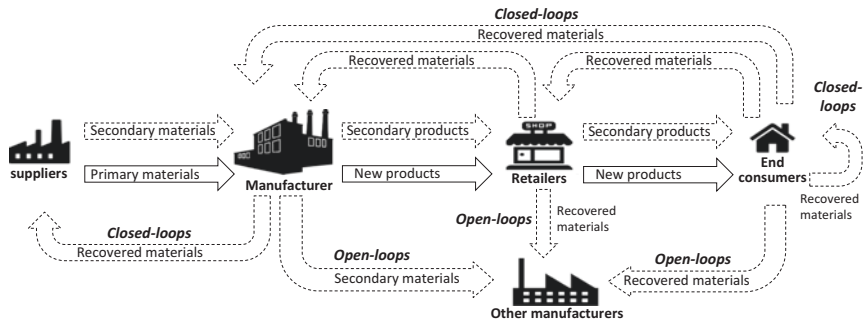 Closed-loops
Recovered materials
Recovered materials
Recovered materials
Closed-
loops
Secondary materials
Secondary products
SHOP
Secondary products
suppliers
Primary materials
Manufacturer
New products
Retailers
New products
End
consumers
Recovered
materials
Closed-loops
Recovered materials
Open-loops
Recovered
materials
Open-loops
Secondary materials
Open-loops
Recovered materials
Other manufacturers